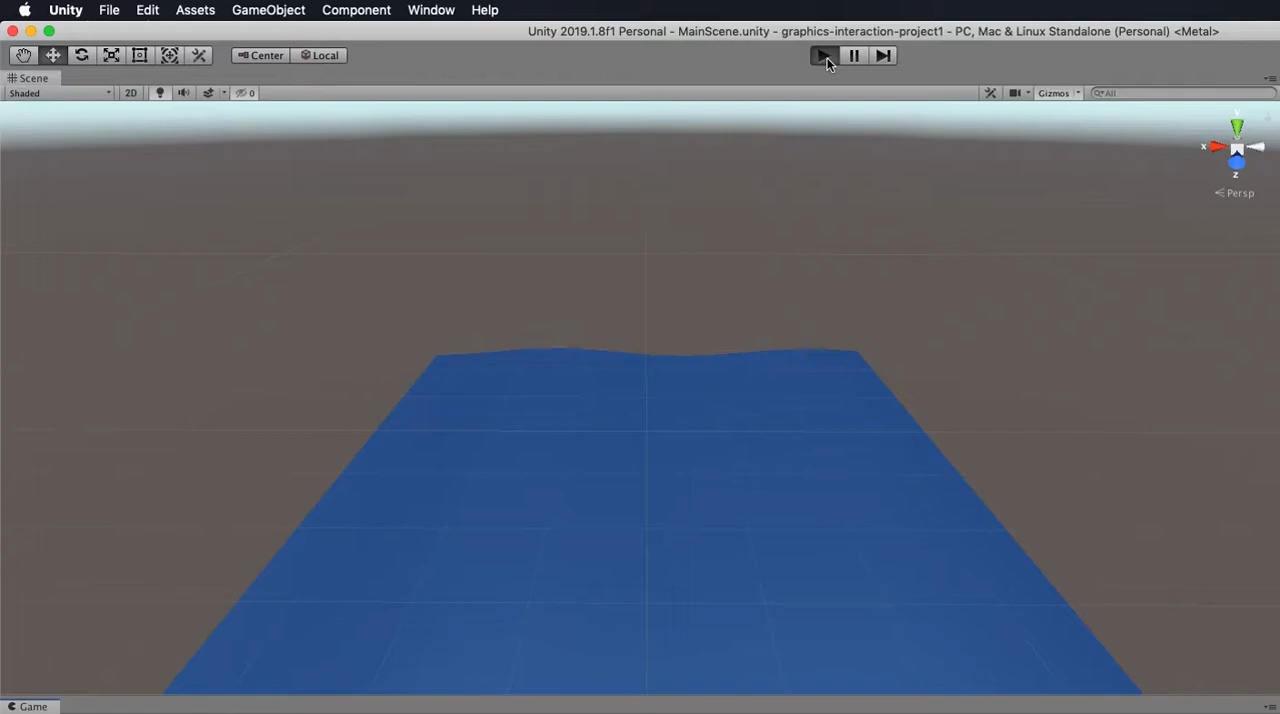 Unity File Edit Assets GameObject Component Window Help
Unity 2019.1.8f1 Personal - MainScene.unity - graphics-interaction-project1 - PC, Mac & Linux Standalone (Personal) <Metal>
Center Local
Scene
Shaded 2D 0 Gizmos All
y
x
z
Persp
Game